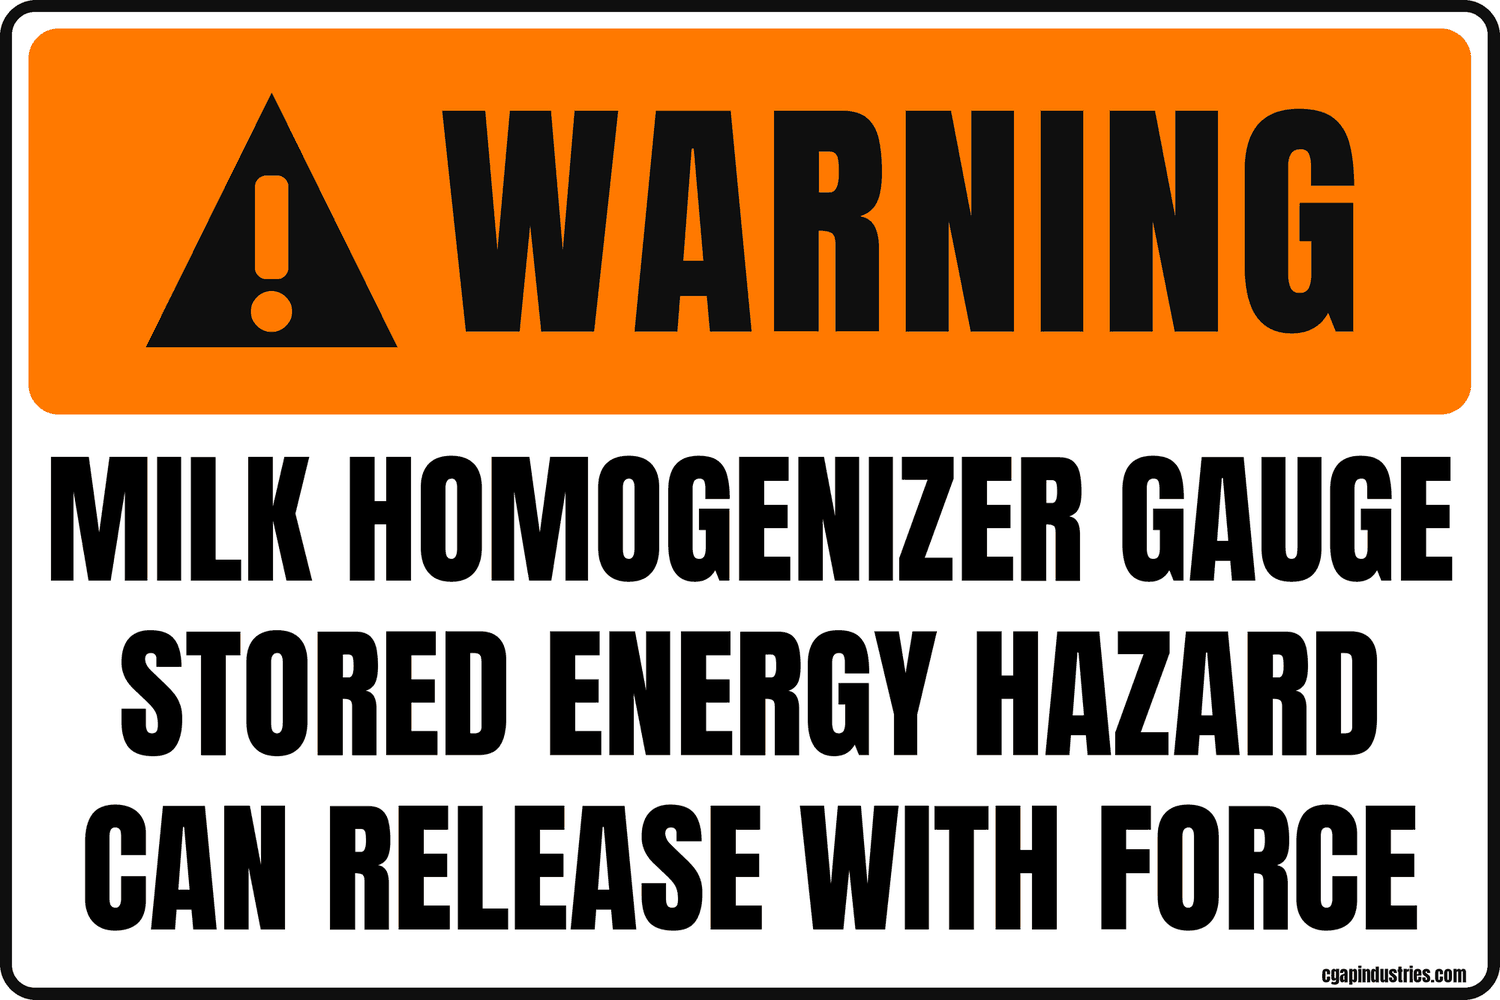 WARNING
MILK HOMOGENIZER GAUGE
STORED ENERGY HAZARD
CAN RELEASE WITH FORCE
cgapindustries.com